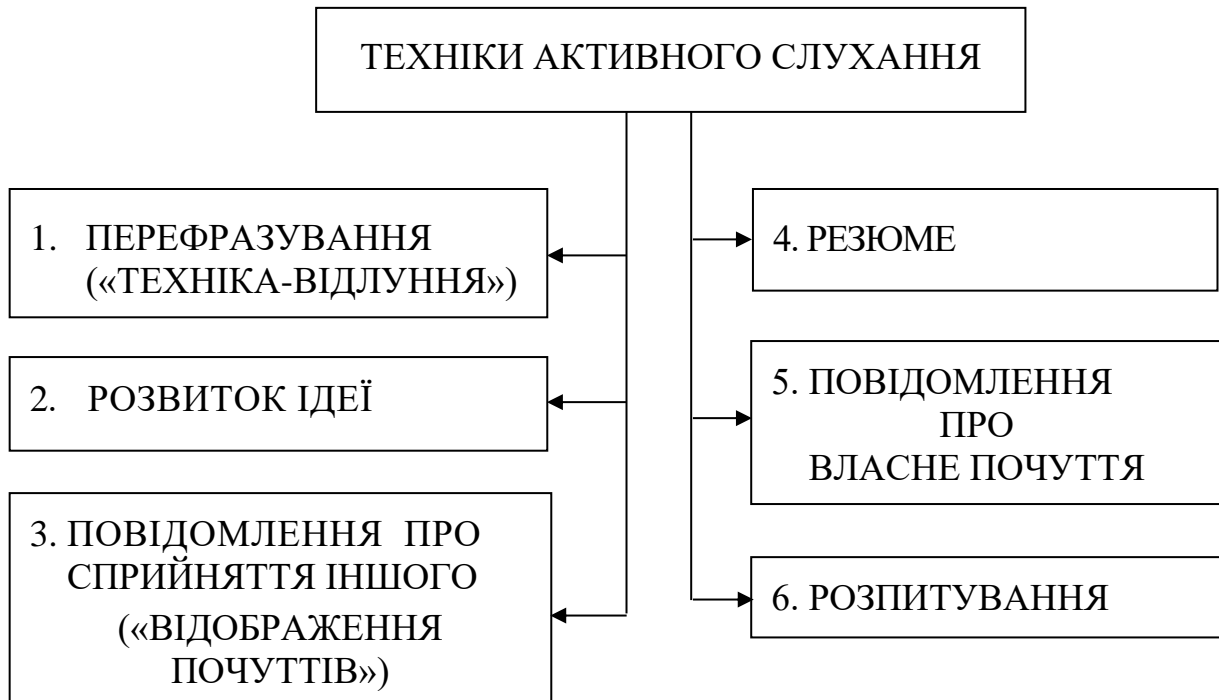 ТЕХНІКИ АКТИВНОГО СЛУХАННЯ
1. ПЕРЕФРАЗУВАННЯ
(«ТЕХНІКА-ВІДЛУННЯ»)
2. РОЗВИТОК ІДЕЇ
3. ПОВІДОМЛЕННЯ ПРО
СПРИЙНЯТТЯ ІНШОГО
(«ВІДОБРАЖЕННЯ
ПОЧУТТІВ»)
4. РЕЗЮМЕ
5. ПОВІДОМЛЕННЯ
ПРО
ВЛАСНЕ ПОЧУТТЯ
6. РОЗПИТУВАННЯ